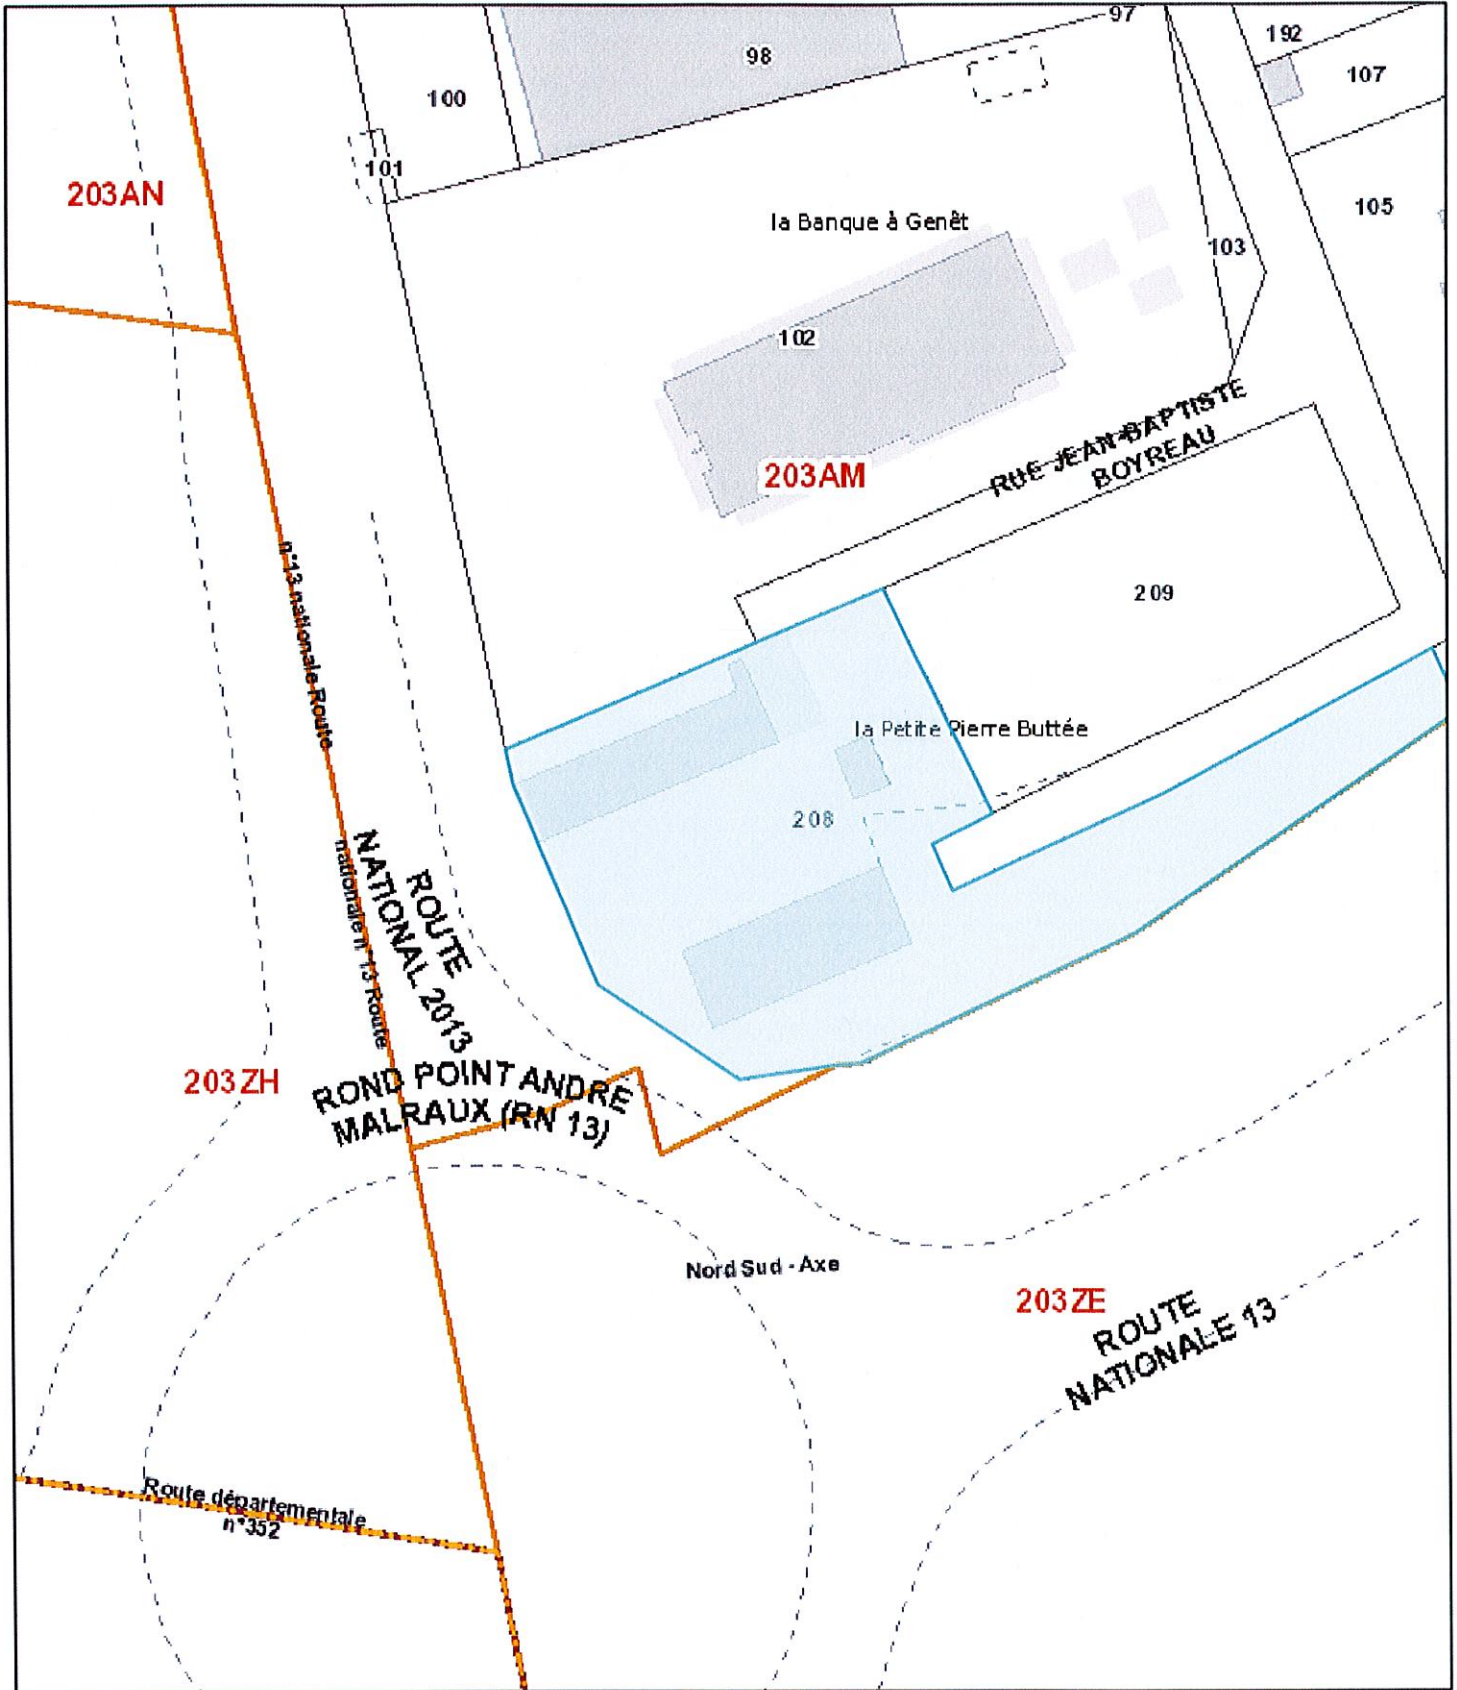 97
192
98
107
100
101
203AN
105
la Banque à Genêt
103
102
RUE JEAN-BAPTISTE
BOYREAU
203AM
n°13 nationale Route
209
la Petite Pierre Buttée
208
ROUTE
NATIONAL 2013
nationale n°13 Route
203ZH
ROND POINT ANDRÉ
MALRAUX (RN 13)
Nord Sud - Axe
203ZE
ROUTE
NATIONALE 13
Route départementale
n°352